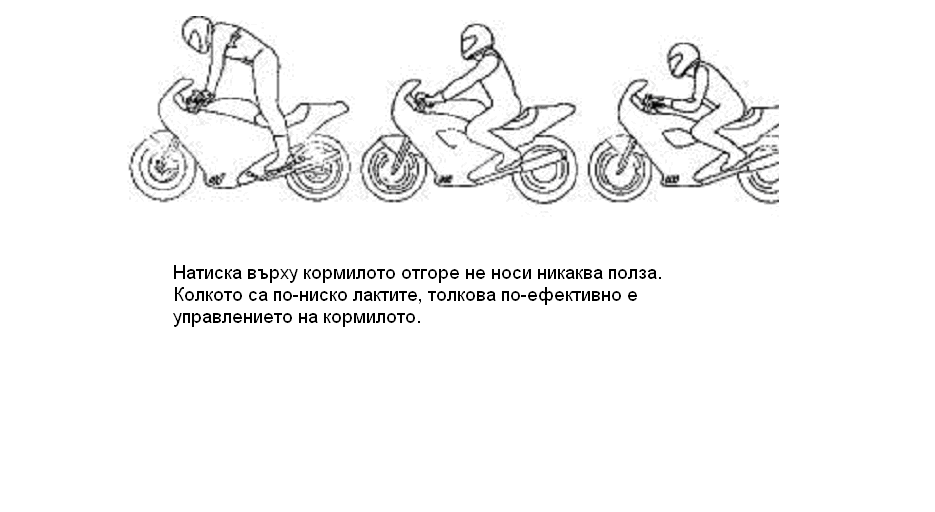 Натиска върху кормилото отгоре не носи никаква полза.
Колкото са по-ниско лактите, толкова по-ефективно е
управлението на кормилото.